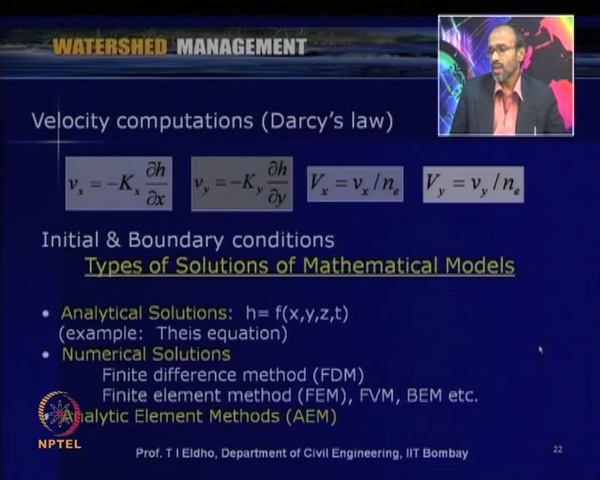 WATERSHED MANAGEMENT
Velocity computations (Darcy's law)
v_x = -K_x ∂h/∂x v_y = -K_y ∂h/∂y V_x = v_x / n_e V_y = v_y / n_e
Initial & Boundary conditions
Types of Solutions of Mathematical Models
• Analytical Solutions: h= f(x,y,z,t)
(example: Theis equation)
• Numerical Solutions
Finite difference method (FDM)
Finite element method (FEM), FVM, BEM etc.
• Analytic Element Methods (AEM)
NPTEL
Prof. T I Eldho, Department of Civil Engineering, IIT Bombay
22